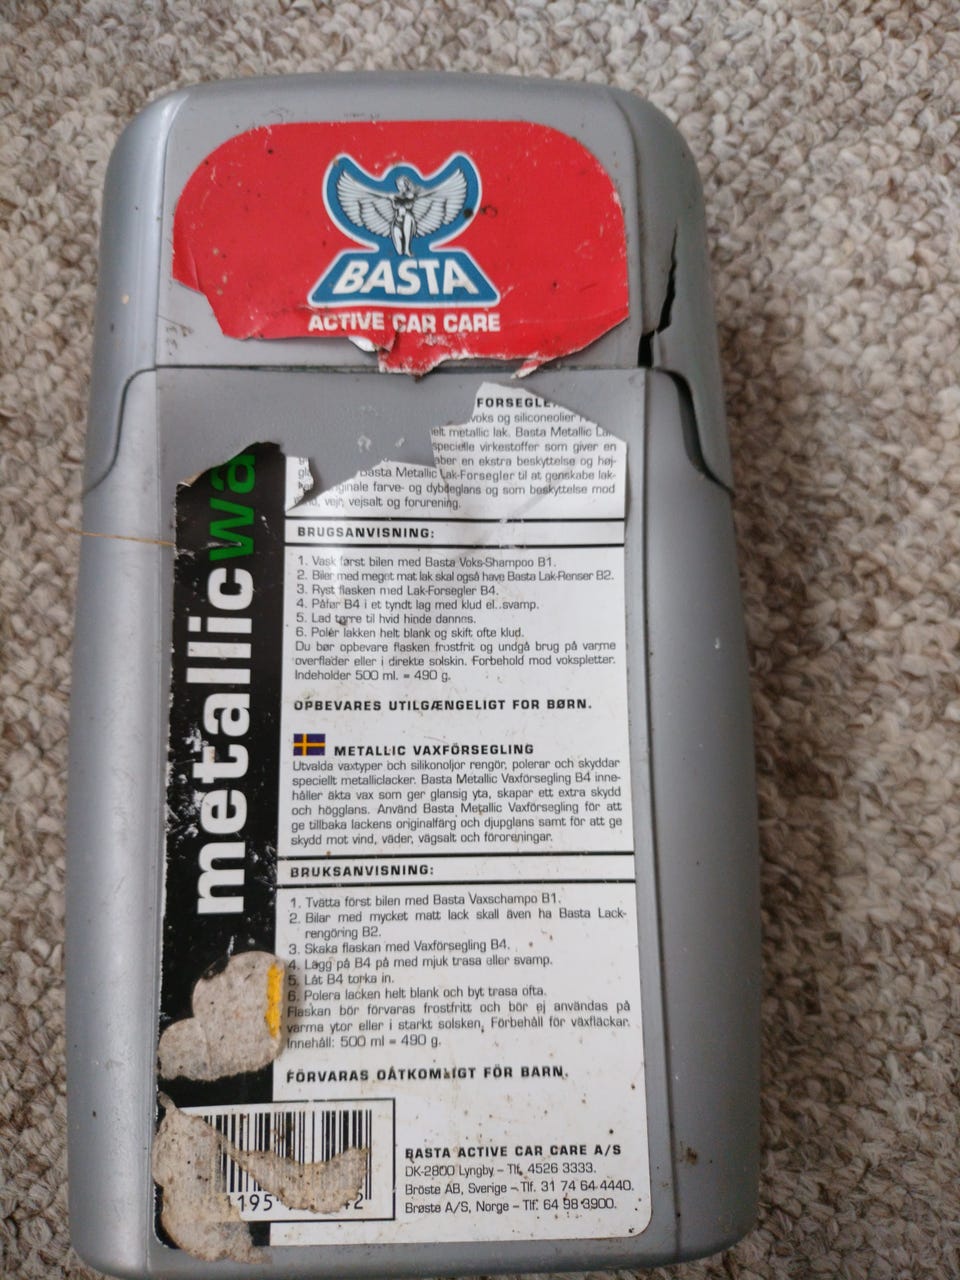 BASTA
ACTIVE CAR CARE
metallicwa
voks og siliconeolier
metallic lak. Basta Metallic
specielle virkestoffer som giver en
en ekstra beskyttelse og høj-
Basta Metallic Lak-Forsegler til at genskabe lak-
farve- og dybdeglans og som beskyttelse mod
vejr, vejsalt og forurening.
BRUGSANVISNING:
1. Vask først bilen med Basta Voks-Shampoo B1.
2. Biler med meget mat lak skal også have Basta Lak-Renser B2.
3. Ryst flasken med Lak-Forsegler B4.
4. Påfør B4 i et tyndt lag med klud el. svamp.
5. Lad tørre til hvid hinde dannes.
6. Polér lakken helt blank og skift ofte klud.
Du bør opbevare flasken frostfrit og undgå brug på varme
overflader eller i direkte solskin. Forbehold mod vokspletter.
Indeholder 500 ml. = 490 g.
OPBEVARES UTILGÆNGELIGT FOR BØRN.
METALLIC VAXFÖRSEGLING
Utvalda vaxtyper och silikonoljor rengör, polerar och skyddar
speciellt metalliclacker. Basta Metallic Vaxförsegling B4 inne-
håller äkta vax som ger glansig yta, skapar ett extra skydd
och högglans. Använd Basta Metallic Vaxförsegling för att
ge tillbaka lackens originalfärg och djupglans samt för att ge
skydd mot vind, väder, vägsalt och föroreningar.
BRUKSANVISNING:
1. Tvätta först bilen med Basta Vaxschampo B1.
2. Bilar med mycket matt lack skall även ha Basta Lack-
rengöring B2.
3. Skaka flaskan med Vaxförsegling B4.
4. Lägg på B4 på med mjuk trasa eller svamp.
5. Låt B4 torka in.
6. Polera lacken helt blank och byt trasa ofta.
Flaskan bör förvaras frostfritt och bör ej användas på
varma ytor eller i starkt solsken. Förbehåll för växfläckar.
Innehåll: 500 ml = 490 g.
FÖRVARAS OÅTKOMLIGT FÖR BARN.
BASTA ACTIVE CAR CARE A/S
DK-2800 Lyngby – Tlf. 4526 3333.
Bröste AB, Sverige – Tlf. 31 74 64 4440.
Brøste A/S, Norge – Tlf. 64 98 3900.